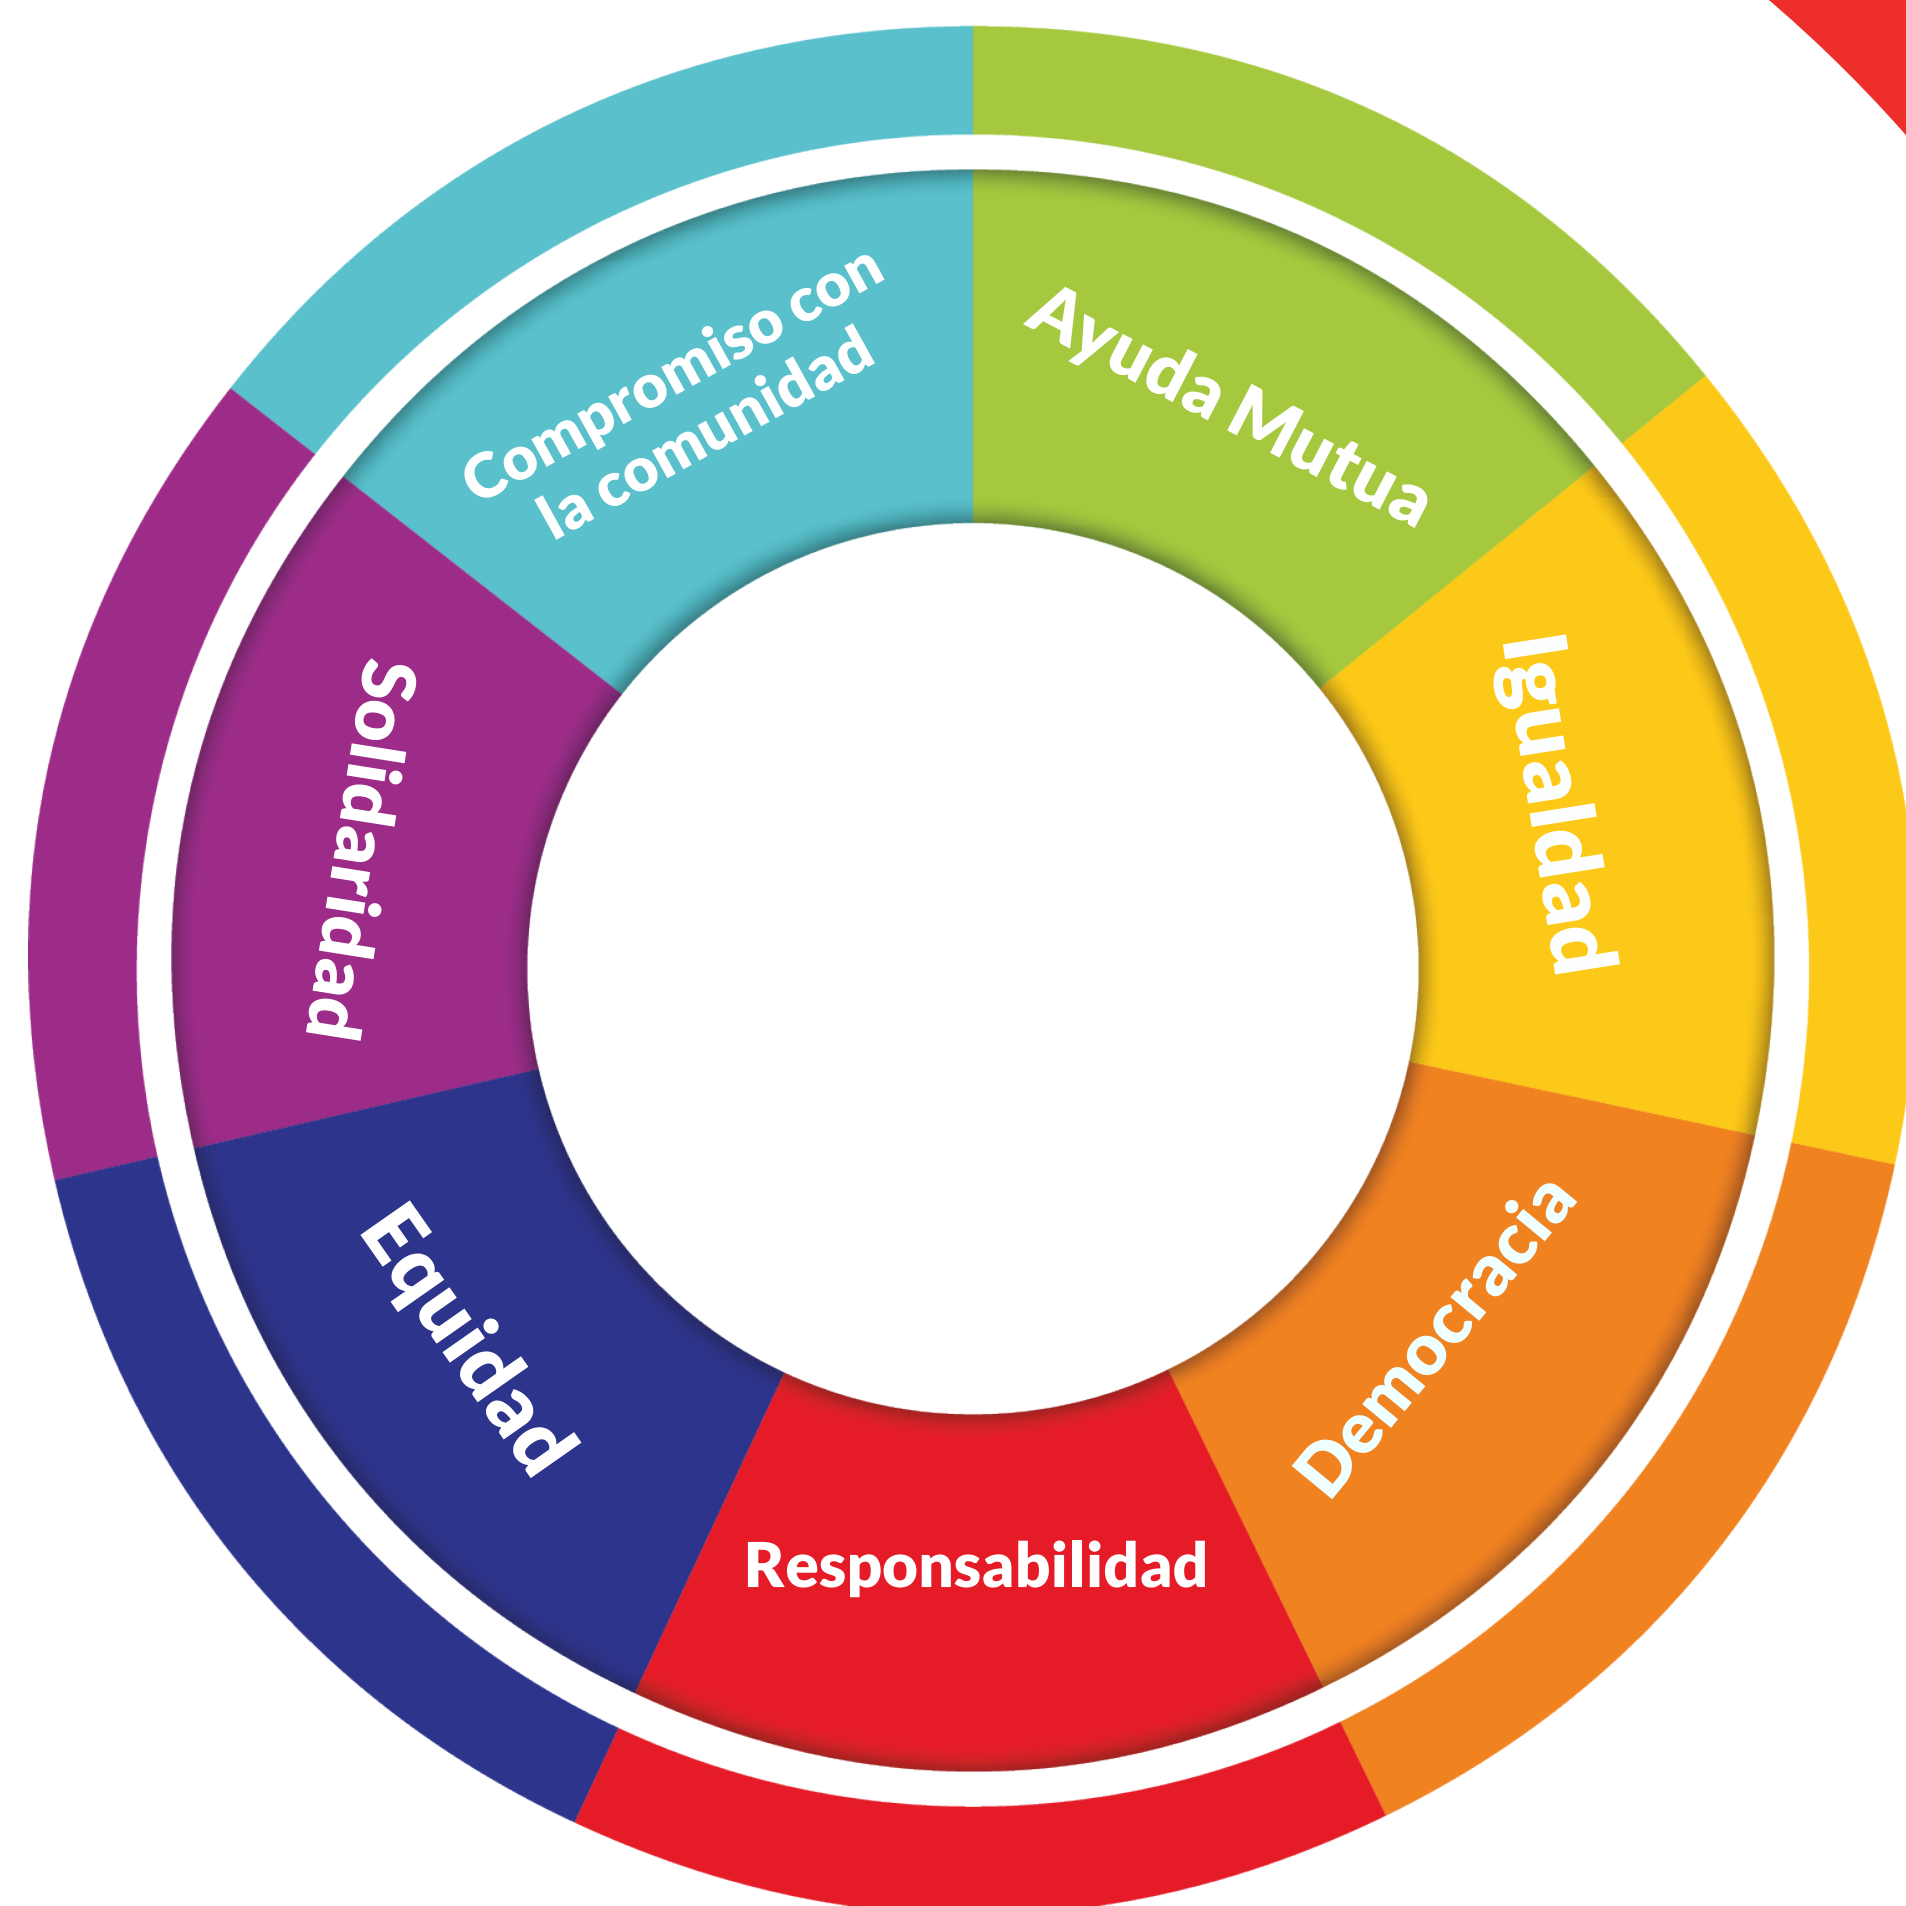 Compromiso con
la comunidad
Ayuda Mutua
Igualdad
Democracia
Responsabilidad
Equidad
Solidaridad